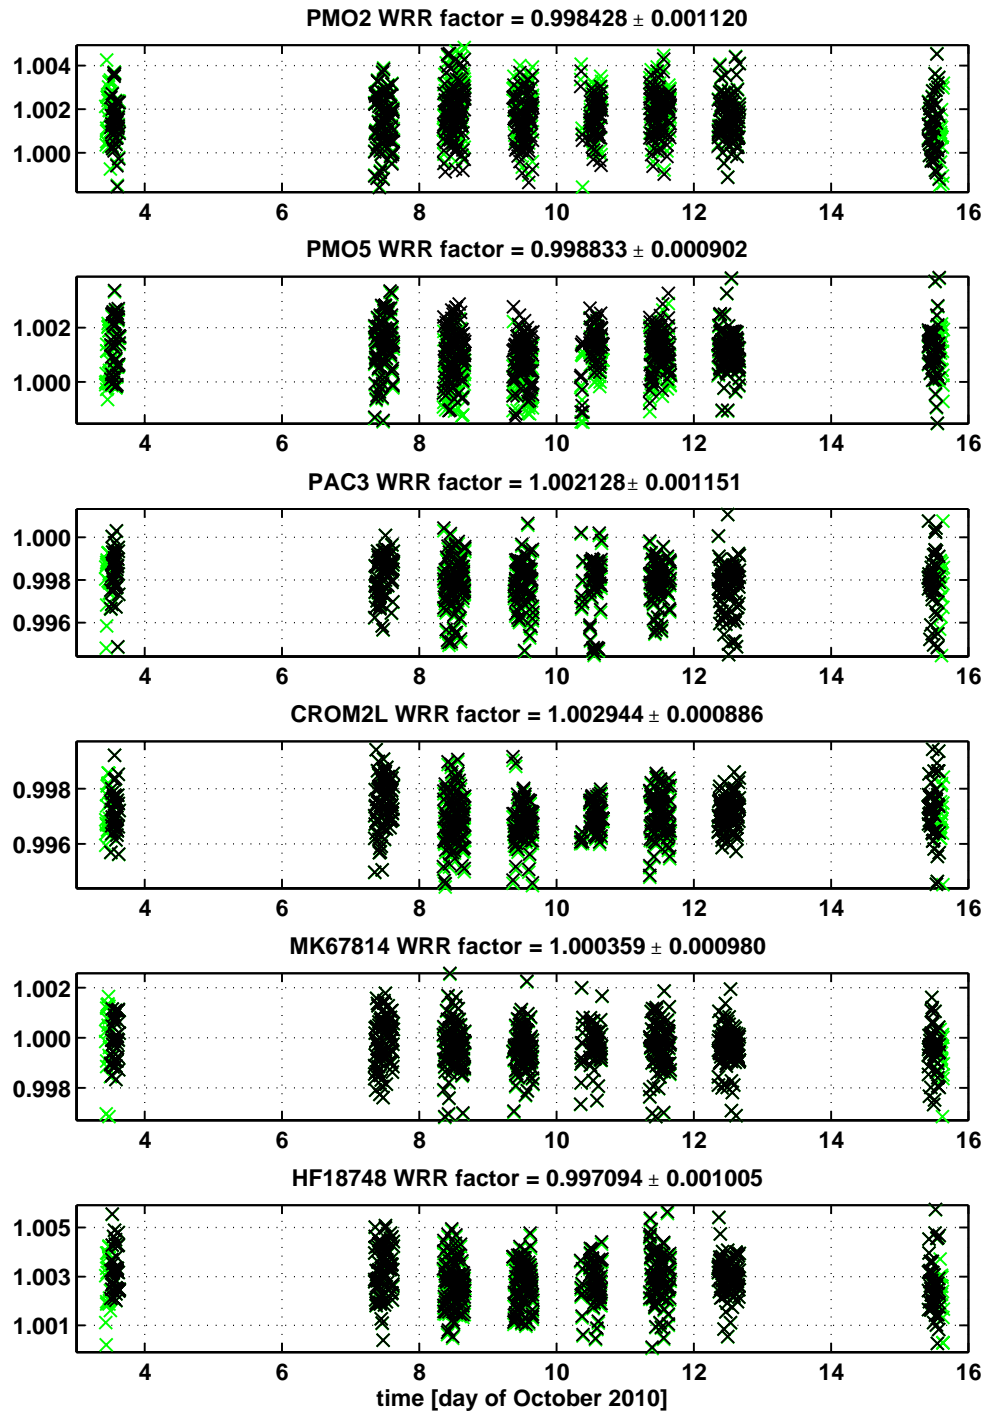 PMO2 WRR factor = 0.998428 ± 0.001120
1.004
1.002
1.000
4 6 8 10 12 14 16
PMO5 WRR factor = 0.998833 ± 0.000902
1.002
1.000
4 6 8 10 12 14 16
PAC3 WRR factor = 1.002128± 0.001151
1.000
0.998
0.996
4 6 8 10 12 14 16
CROM2L WRR factor = 1.002944 ± 0.000886
0.998
0.996
4 6 8 10 12 14 16
MK67814 WRR factor = 1.000359 ± 0.000980
1.002
1.000
0.998
4 6 8 10 12 14 16
HF18748 WRR factor = 0.997094 ± 0.001005
1.005
1.003
1.001
4 6 8 10 12 14 16
time [day of October 2010]